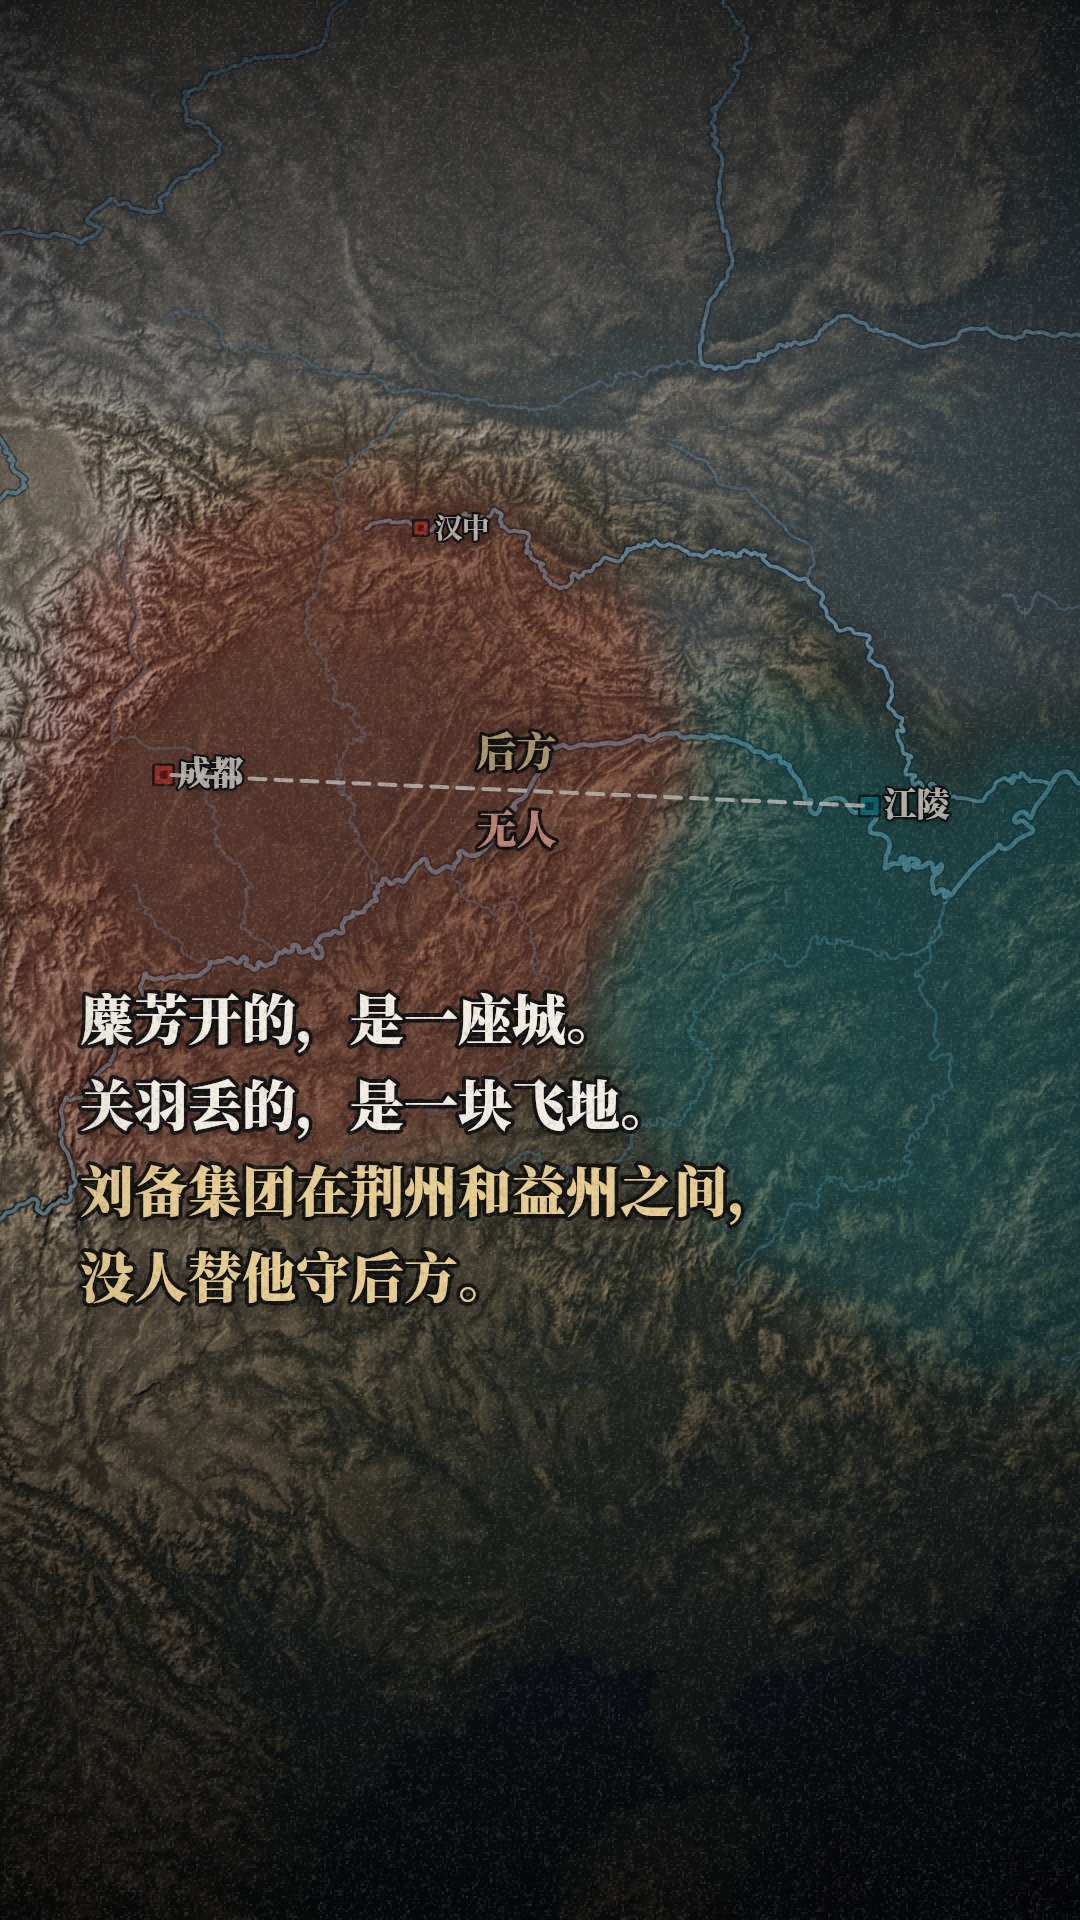 汉中
后方
成都
江陵
无人
麋芳开的，是一座城。
关羽丢的，是一块飞地。
刘备集团在荆州和益州之间，
没人替他守后方。